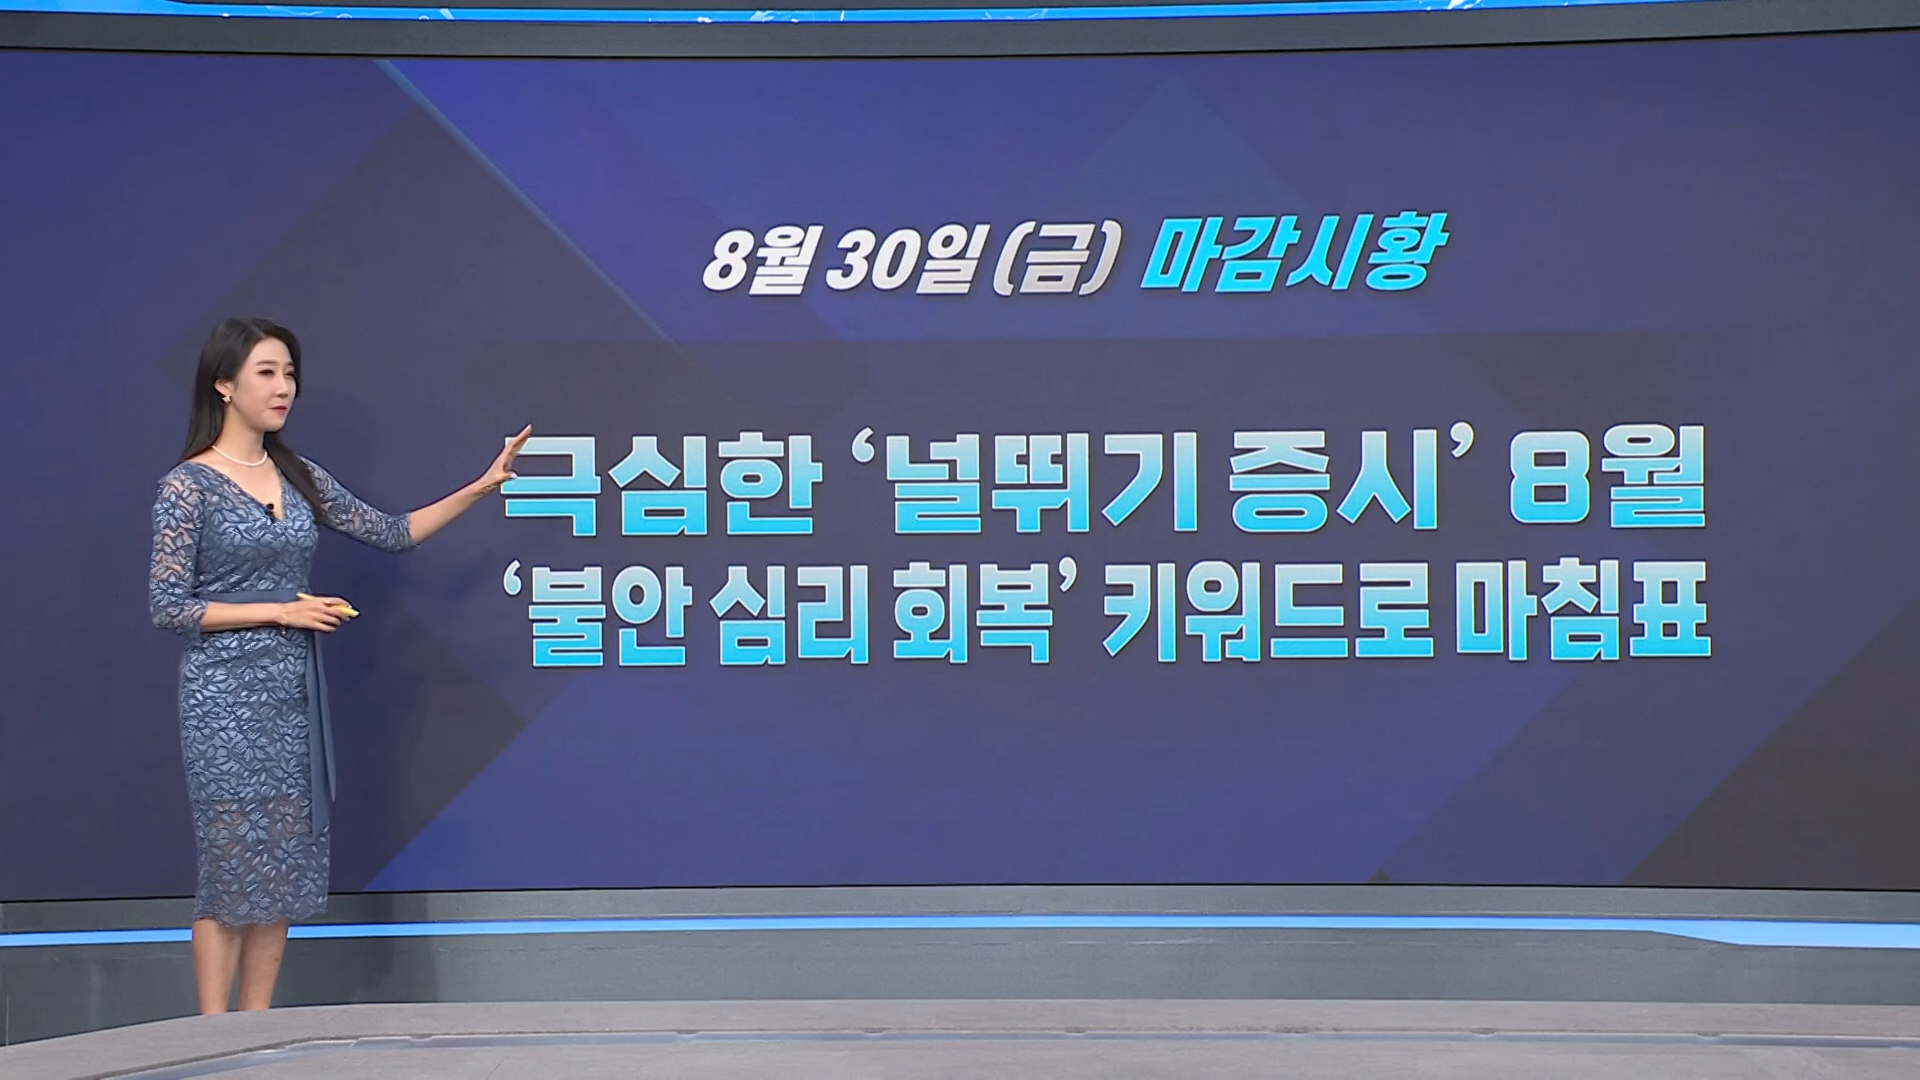 8월 30일 (금) 마감시황
극심한 ‘널뛰기 증시’ 8월
‘불안 심리 회복’ 키워드로 마침표